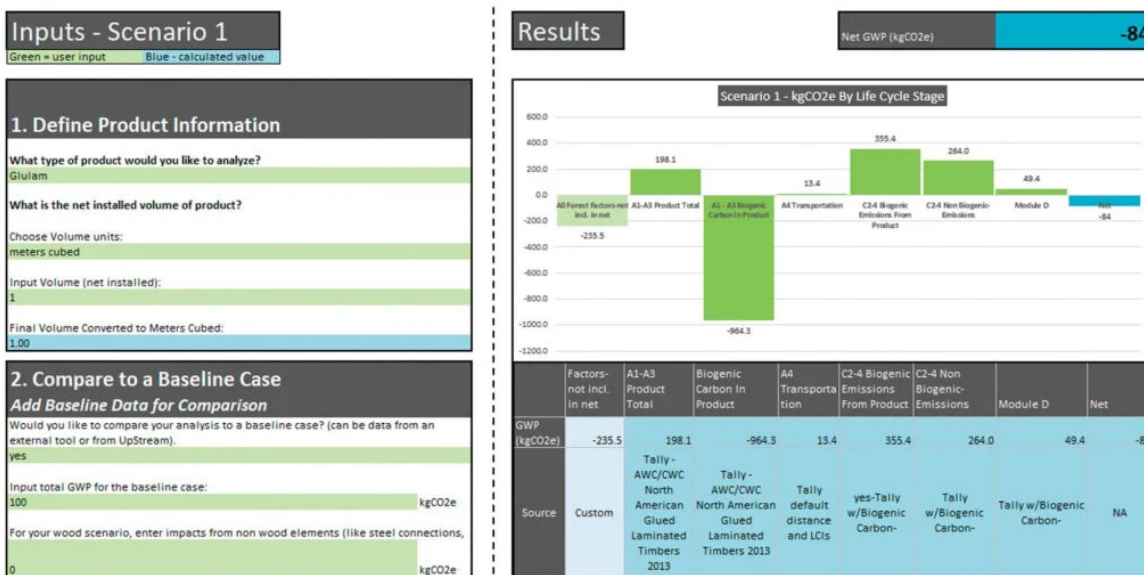 Inputs - Scenario 1
Green = user input Blue - calculated value
1. Define Product Information
What type of product would you like to analyze?
Glulam
What is the net installed volume of product?
Choose Volume units:
meters cubed
Input Volume (net installed):
1
Final Volume Converted to Meters Cubed:
1.00
2. Compare to a Baseline Case
Add Baseline Data for Comparison
Would you like to compare your analysis to a baseline case? (can be data from an
external tool or from UpStream).
yes
Input total GWP for the baseline case:
100 kgCO2e
For your wood scenario, enter impacts from non wood elements (like steel connections,
0 kgCO2e
Results
Net GWP (kgCO2e) -84
Scenario 1 - kgCO2e By Life Cycle Stage
600.0
400.0
200.0
0.0
-200.0
-400.0
-600.0
-800.0
-1000.0
-1200.0
355.4
264.0
198.1
49.4
13.4
A0 Forest Factors-not
incl. in net
A1-A3 Product Total
A1 - A3 Biogenic
Carbon In Product
A4 Transportation
C2-4 Biogenic
Emissions From
Product
C2-4 Non Biogenic-
Emissions
Module D
Net
-84
-235.5
-964.3
Factors-
not incl.
in net
A1-A3
Product
Total
Biogenic
Carbon In
Product
A4
Transporta
tion
C2-4 Biogenic
Emissions
From Product
C2-4 Non
Biogenic-
Emissions
Module D
Net
GWP
(kgCO2e) -235.5 198.1 -964.3 13.4 355.4 264.0 49.4 -8
Source
Custom
Tally -
AWC/CWC
North
American
Glued
Laminated
Timbers
2013
Tally -
AWC/CWC
North American
Glued
Laminated
Timbers 2013
Tally
default
distance
and LCIs
yes-Tally
w/Biogenic
Carbon-
Tally
w/Biogenic
Carbon-
Tally w/Biogenic
Carbon-
NA